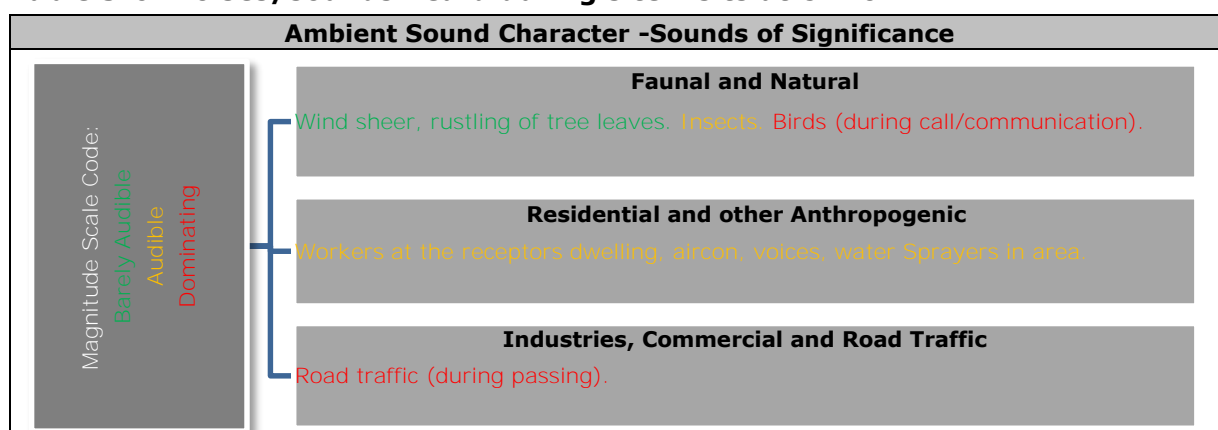 Ambient Sound Character -Sounds of Significance
Magnitude Scale Code:
Barely Audible
Audible
Dominating
Faunal and Natural
Wind sheer, rustling of tree leaves. Insects. Birds (during call/communication).
Residential and other Anthropogenic
Workers at the receptors dwelling, aircon, voices, water Sprayers in area.
Industries, Commercial and Road Traffic
Road traffic (during passing).